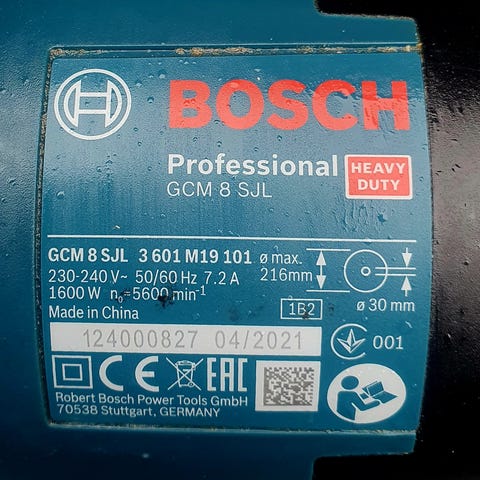 BOSCH
Professional HEAVY DUTY
GCM 8 SJL
GCM 8 SJL 3 601 M19 101 ø max.
230-240 V~ 50/60 Hz 7.2 A 216mm
1600 W n₀=5600 min⁻¹ ø 30 mm
Made in China 1B2
124000827 04/2021 001
CE EAC
Robert Bosch Power Tools GmbH
70538 Stuttgart, GERMANY